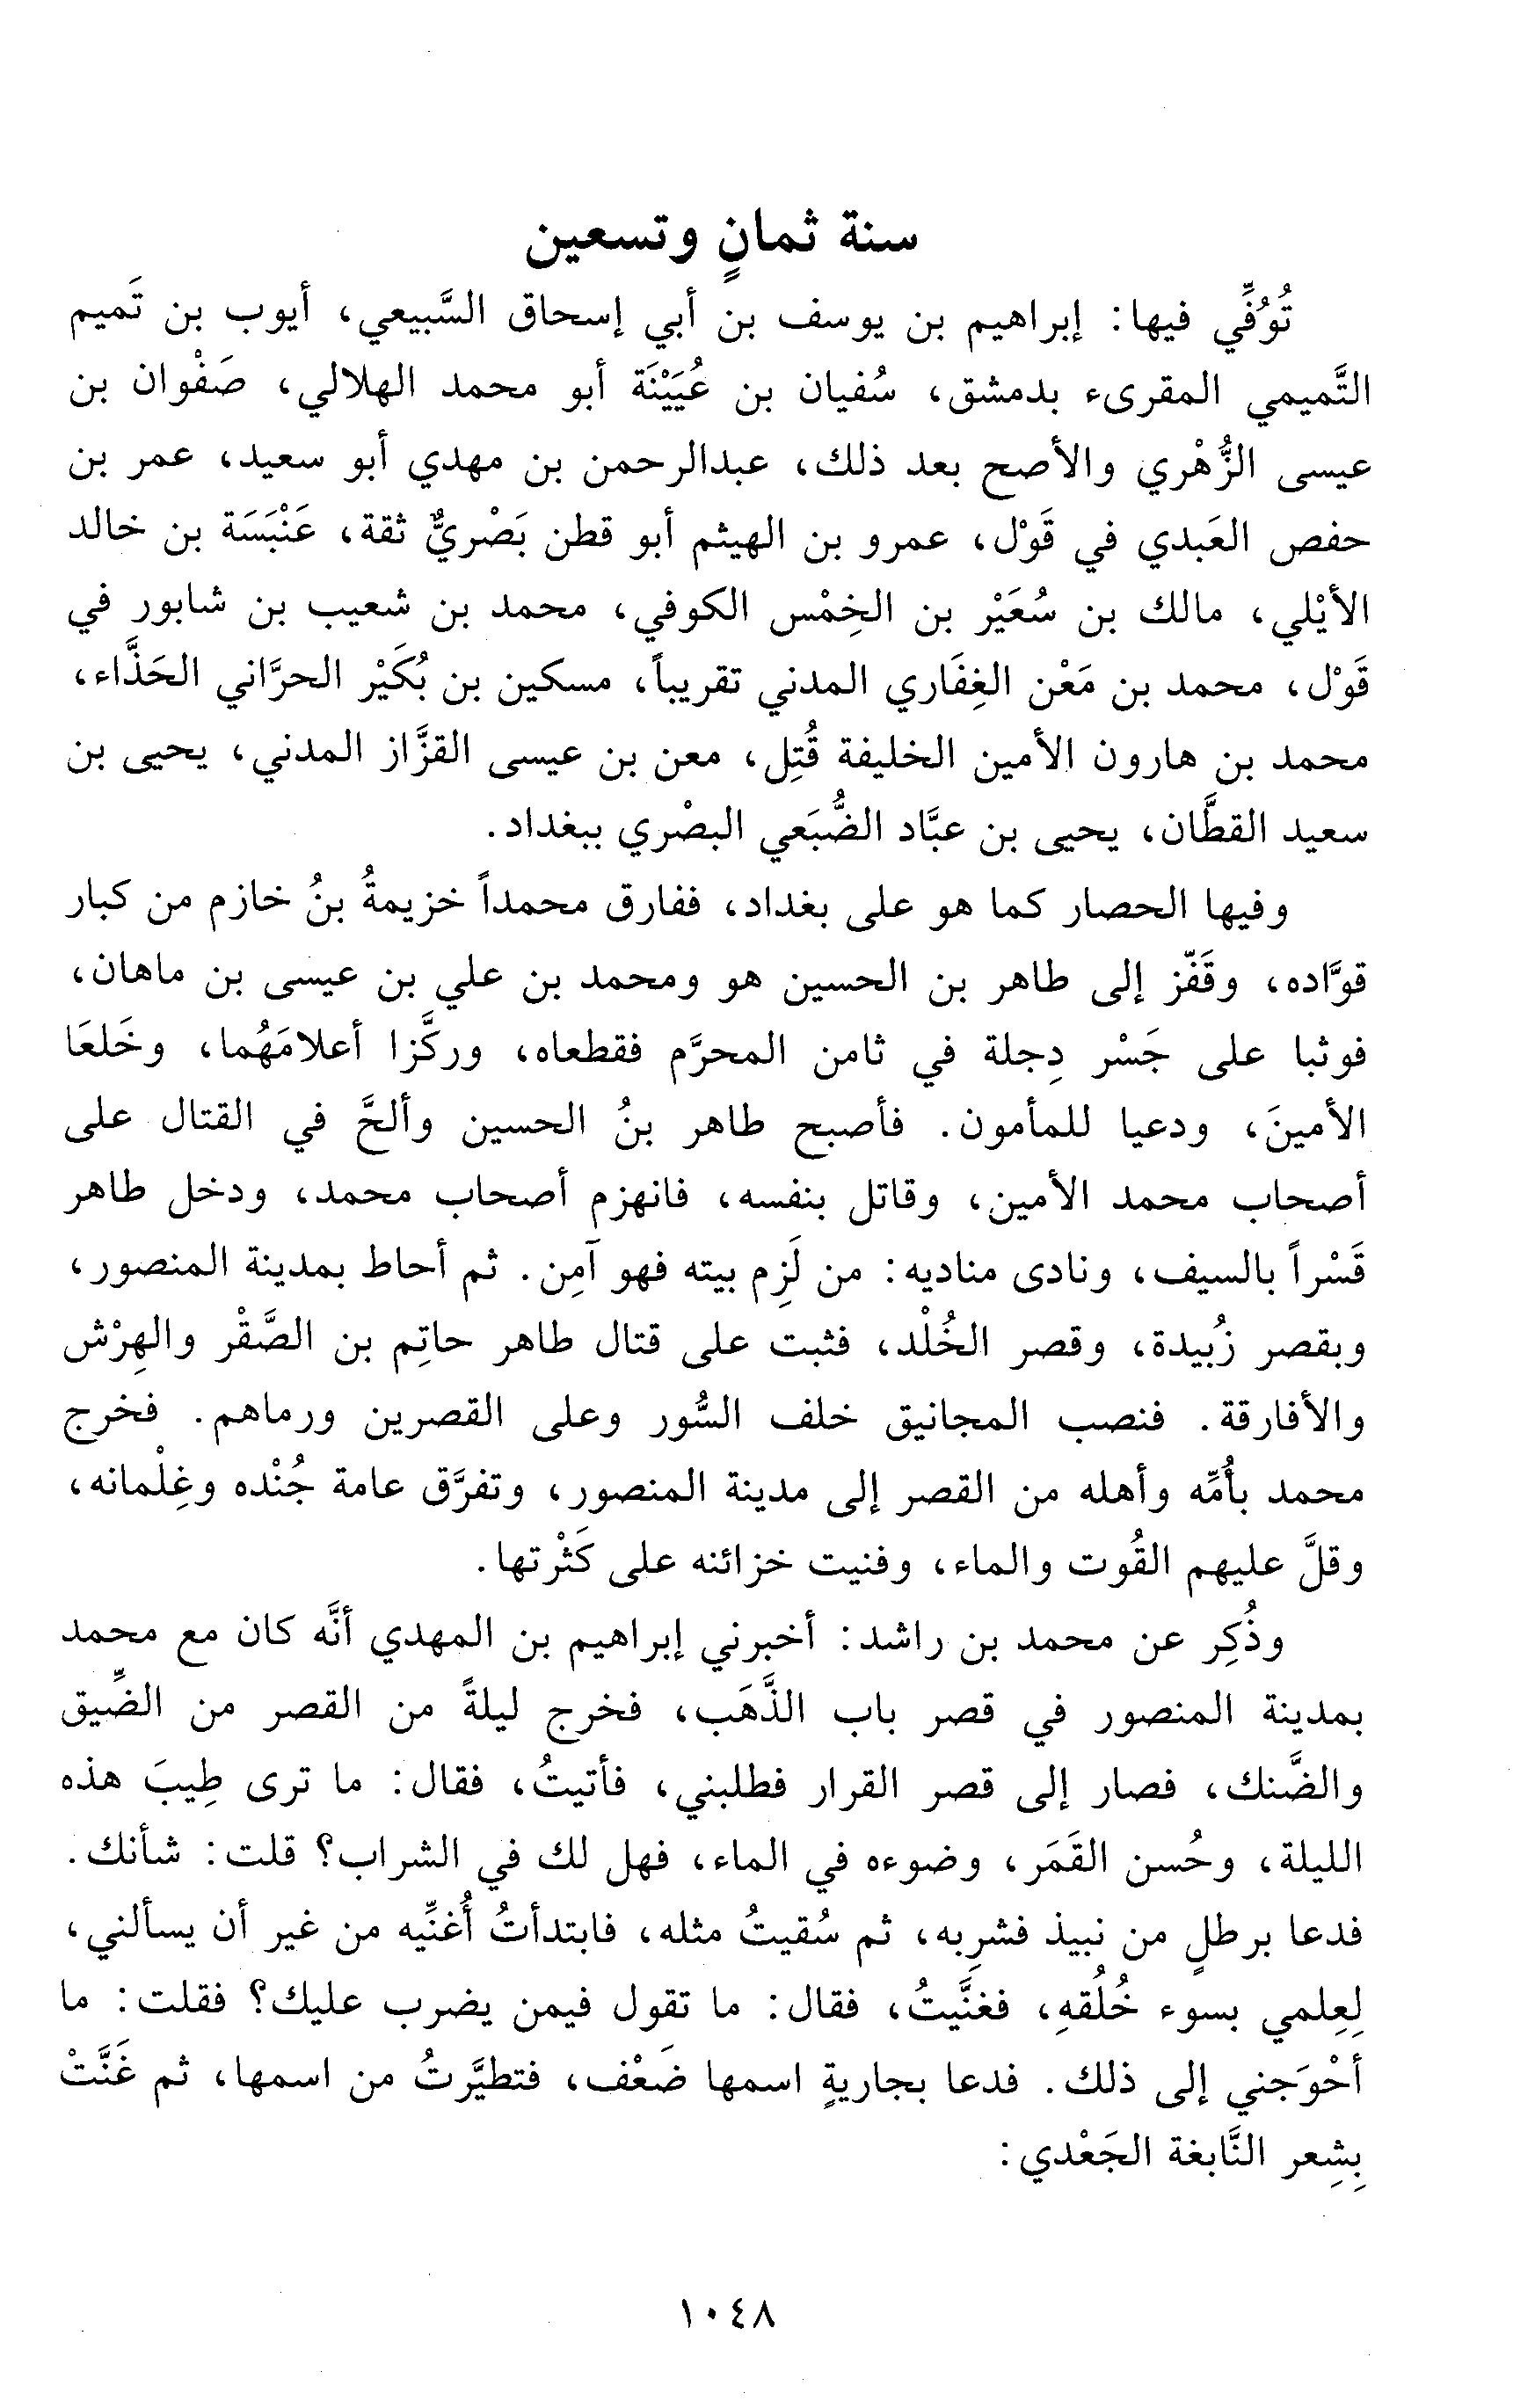 سنة ثمانٍ وتسعين
تُوُفِّي فيها: إبراهيم بن يوسف بن أبي إسحاق السَّبيعي، أيوب بن تَميم
التَّميمي المقرىء بدمشق، سُفيان بن عُيَيْنَة أبو محمد الهلالي، صَفْوان بن
عيسى الزُّهْري والأصح بعد ذلك، عبدالرحمن بن مهدي أبو سعيد، عمر بن
حفص العَبدي في قَوْل، عمرو بن الهيثم أبو قطن بَصْريٌّ ثقة، عَنْبَسَة بن خالد
الأيْلي، مالك بن سُعَيْر بن الخِمْس الكوفي، محمد بن شعيب بن شابور في
قَوْل، محمد بن مَعْن الغِفَاري المدني تقريباً، مسكين بن بُكَيْر الحرَّاني الحَذَّاء،
محمد بن هارون الأمين الخليفة قُتِل، معن بن عيسى القزَّاز المدني، يحيى بن
سعيد القطَّان، يحيى بن عبَّاد الضُّبَعي البصْري ببغداد.
وفيها الحصار كما هو على بغداد، ففارق محمداً خزيمةُ بنُ خازم من كبار
قوَّاده، وقَفّز إلى طاهر بن الحسين هو ومحمد بن علي بن عيسى بن ماهان،
فوثبا على جَسْر دِجلة في ثامن المحرَّم فقطعاه، وركَّزا أعلامَهُما، وخَلعَا
الأمينَ، ودعيا للمأمون. فأصبح طاهر بنُ الحسين وألحَّ في القتال على
أصحاب محمد الأمين، وقاتل بنفسه، فانهزم أصحاب محمد، ودخل طاهر
قَسْراً بالسيف، ونادى مناديه: من لَزِم بيته فهو آمِن. ثم أحاط بمدينة المنصور،
وبقصر زُبيدة، وقصر الخُلْد، فثبت على قتال طاهر حاتِم بن الصَّقْر والهِرْش
والأفارقة. فنصب المجانيق خلف السُّور وعلى القصرين ورماهم. فخرج
محمد بأُمِّه وأهله من القصر إلى مدينة المنصور، وتفرَّق عامة جُنْده وغِلْمانه،
وقلَّ عليهم القُوت والماء، وفنيت خزائنه على كَثْرتها.
وذُكِر عن محمد بن راشد: أخبرني إبراهيم بن المهدي أنَّه كان مع محمد
بمدينة المنصور في قصر باب الذَّهَب، فخرج ليلةً من القصر من الضِّيق
والضَّنك، فصار إلى قصر القرار فطلبني، فأتيتُ، فقال: ما ترى طِيبَ هذه
الليلة، وحُسن القَمَر، وضوءه في الماء، فهل لك في الشراب؟ قلت: شأنك.
فدعا برطلٍ من نبيذ فشرِبه، ثم سُقيتُ مثله، فابتدأتُ أُغنِّيه من غير أن يسألني،
لِعِلمي بسوء خُلُقهِ، فغنَّيتُ، فقال: ما تقول فيمن يضرب عليك؟ فقلت: ما
أحْوَجني إلى ذلك. فدعا بجاريةٍ اسمها ضَعْف، فتطيَّرتُ من اسمها، ثم غَنَّتْ
بِشِعر النَّابغة الجَعْدي:
١٠٤٨